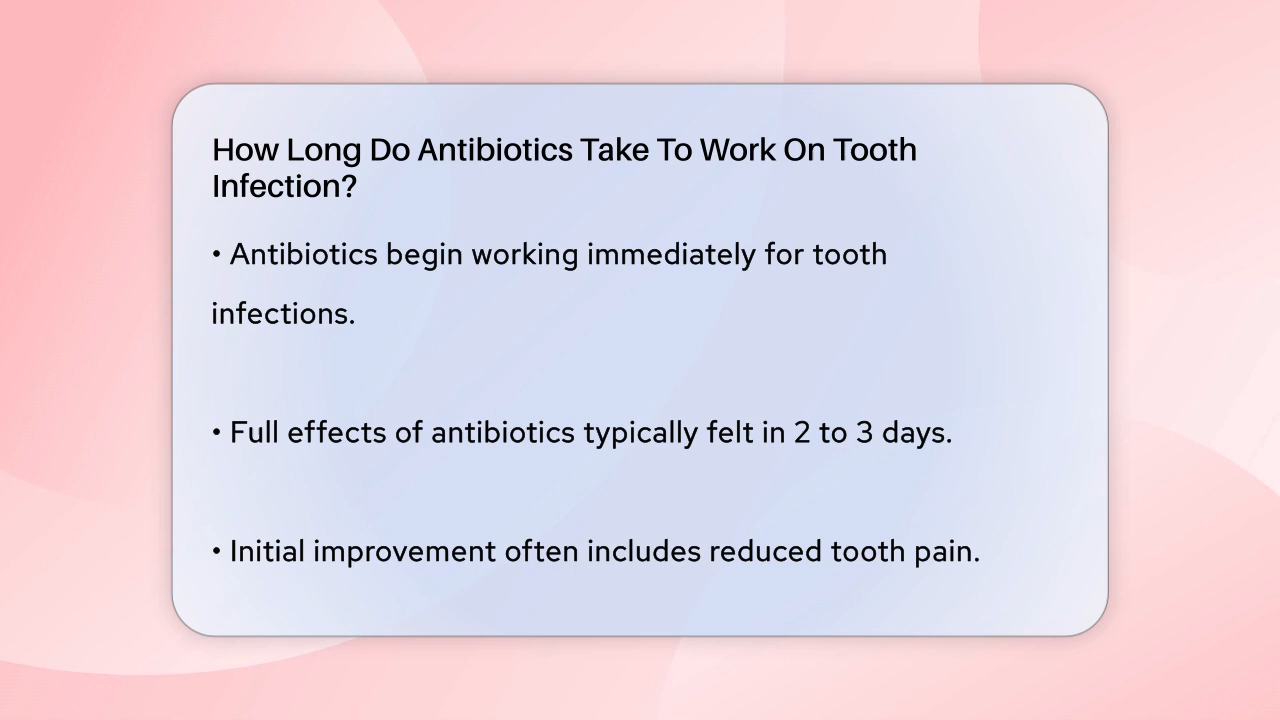 How Long Do Antibiotics Take To Work On Tooth
Infection?
• Antibiotics begin working immediately for tooth
infections.
• Full effects of antibiotics typically felt in 2 to 3 days.
• Initial improvement often includes reduced tooth pain.